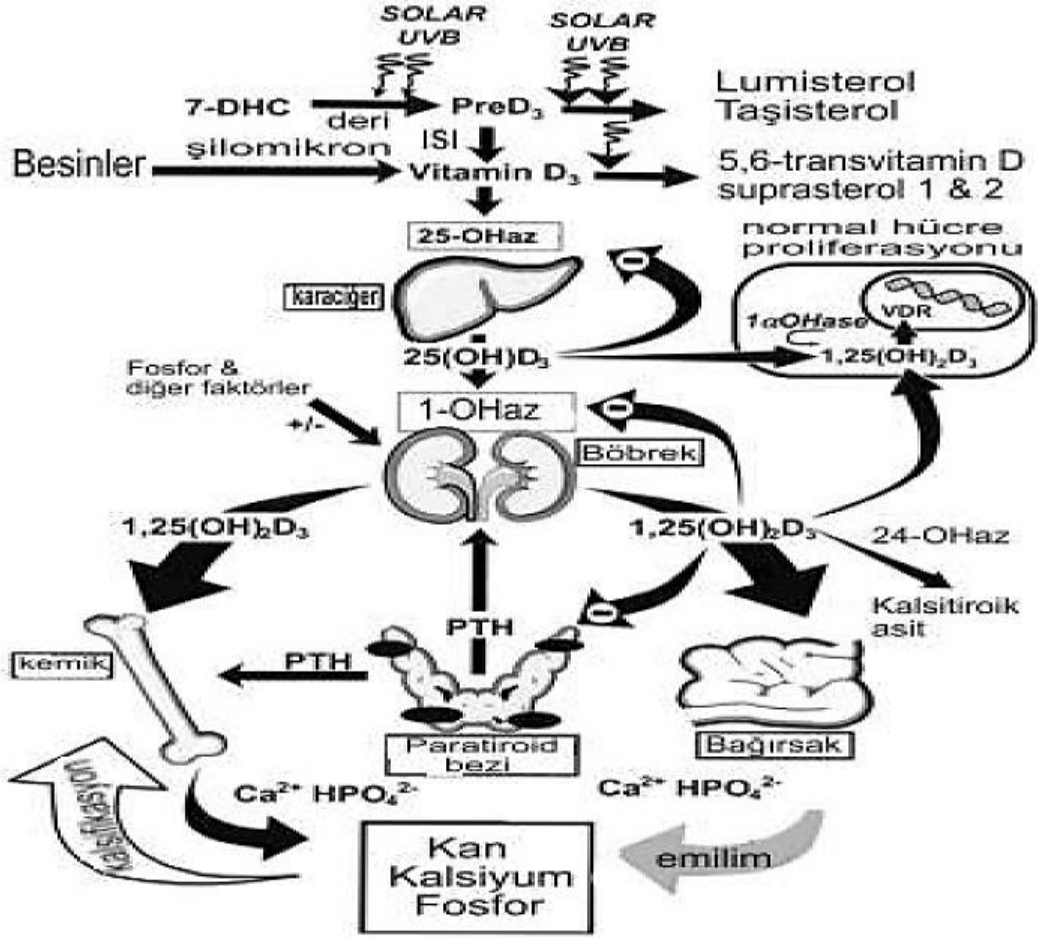 SOLAR
UVB
SOLAR
UVB
7-DHC
deri
PreD₃
Lumisterol
Taşisterol
ISI
Besinler
şilomikron
Vitamin D₃
5,6-transvitamin D
suprasterol 1 & 2
25-OHaz
normal hücre
proliferasyonu
karaciğer
VDR
1αOHase
25(OH)D₃
1,25(OH)₂D₃
Fosfor &
diğer faktörler
+/-
1-OHaz
Böbrek
1,25(OH)₂D₃
1,25(OH)₂D₃
24-OHaz
Kalsitiroik
asit
PTH
kemik
PTH
Paratiroid
bezi
Bağırsak
Ca²⁺ HPO₄²⁻
Ca²⁺ HPO₄²⁻
kalsifikasyon
Kan
Kalsiyum
Fosfor
emilim